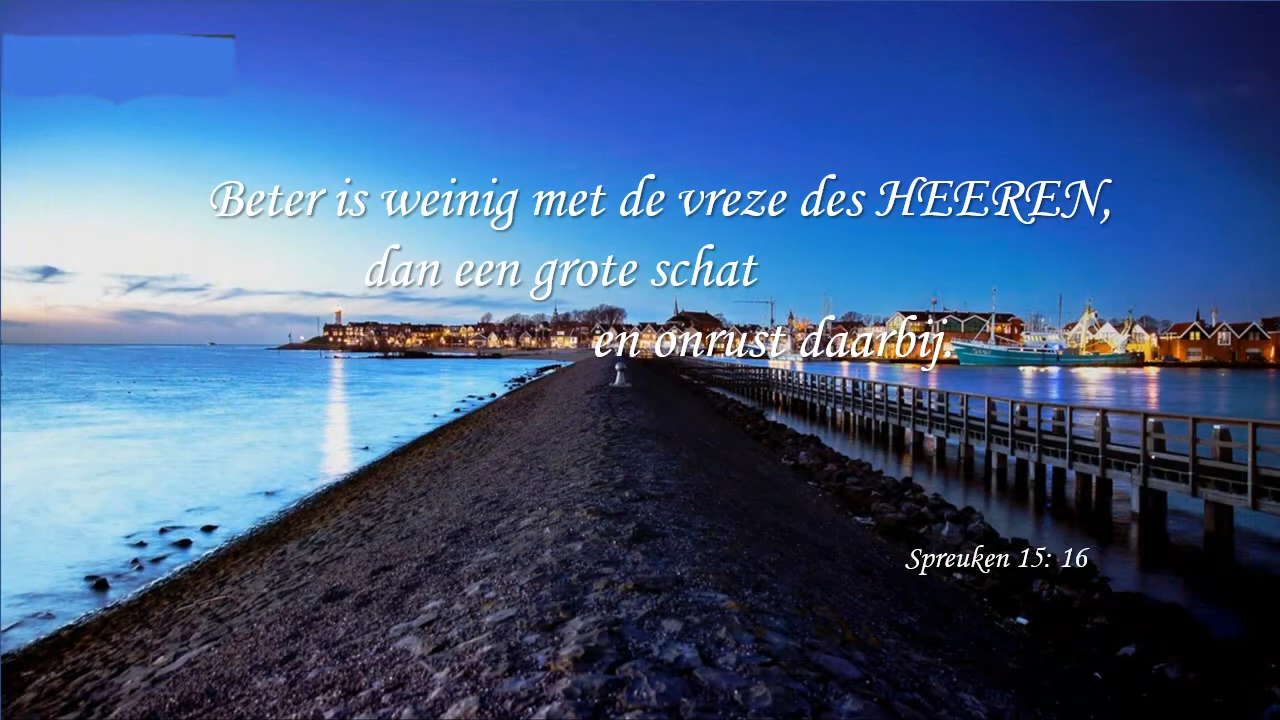 Beter is weinig met de vreze des HEEREN,
dan een grote schat
en onrust daarbij.
Spreuken 15: 16